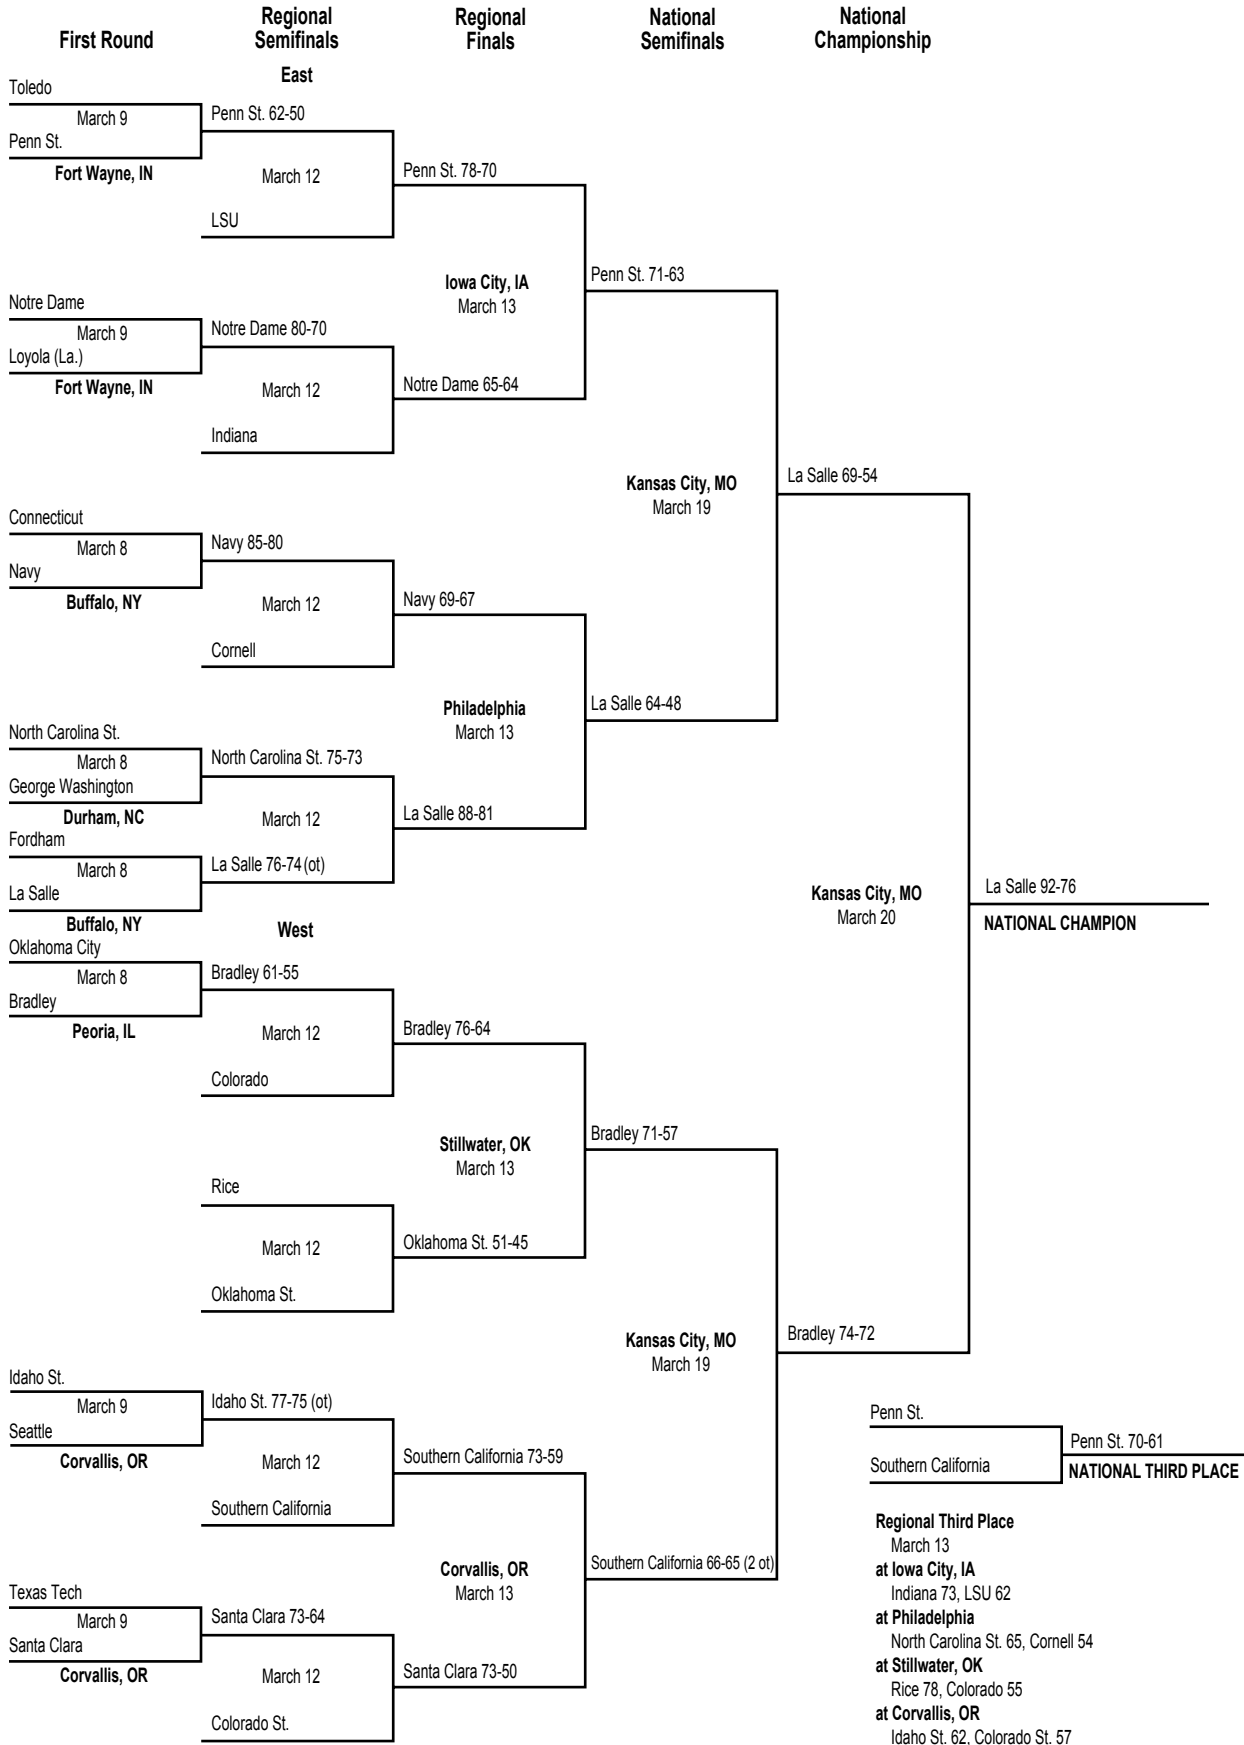 First Round
Regional
Semifinals
Regional
Finals
National
Semifinals
National
Championship
East
Toledo
March 9
Penn St.
Fort Wayne, IN
Penn St. 62-50
March 12
LSU
Penn St. 78-70
Iowa City, IA
March 13
Notre Dame
March 9
Loyola (La.)
Fort Wayne, IN
Notre Dame 80-70
March 12
Indiana
Notre Dame 65-64
Penn St. 71-63
Kansas City, MO
March 19
La Salle 69-54
Connecticut
March 8
Navy
Buffalo, NY
Navy 85-80
March 12
Cornell
Navy 69-67
Philadelphia
March 13
La Salle 64-48
North Carolina St.
March 8
George Washington
Durham, NC
North Carolina St. 75-73
March 12
La Salle 88-81
Fordham
March 8
La Salle
Buffalo, NY
La Salle 76-74 (ot)
Kansas City, MO
March 20
La Salle 92-76
NATIONAL CHAMPION
West
Oklahoma City
March 8
Bradley
Peoria, IL
Bradley 61-55
March 12
Colorado
Bradley 76-64
Stillwater, OK
March 13
Rice
March 12
Oklahoma St.
Oklahoma St. 51-45
Bradley 71-57
Kansas City, MO
March 19
Bradley 74-72
Idaho St.
March 9
Seattle
Corvallis, OR
Idaho St. 77-75 (ot)
March 12
Southern California
Southern California 73-59
Corvallis, OR
March 13
Southern California 66-65 (2 ot)
Texas Tech
March 9
Santa Clara
Corvallis, OR
Santa Clara 73-64
March 12
Colorado St.
Santa Clara 73-50
Penn St.
Southern California
Penn St. 70-61
NATIONAL THIRD PLACE
Regional Third Place
March 13
at Iowa City, IA
Indiana 73, LSU 62
at Philadelphia
North Carolina St. 65, Cornell 54
at Stillwater, OK
Rice 78, Colorado 55
at Corvallis, OR
Idaho St. 62, Colorado St. 57